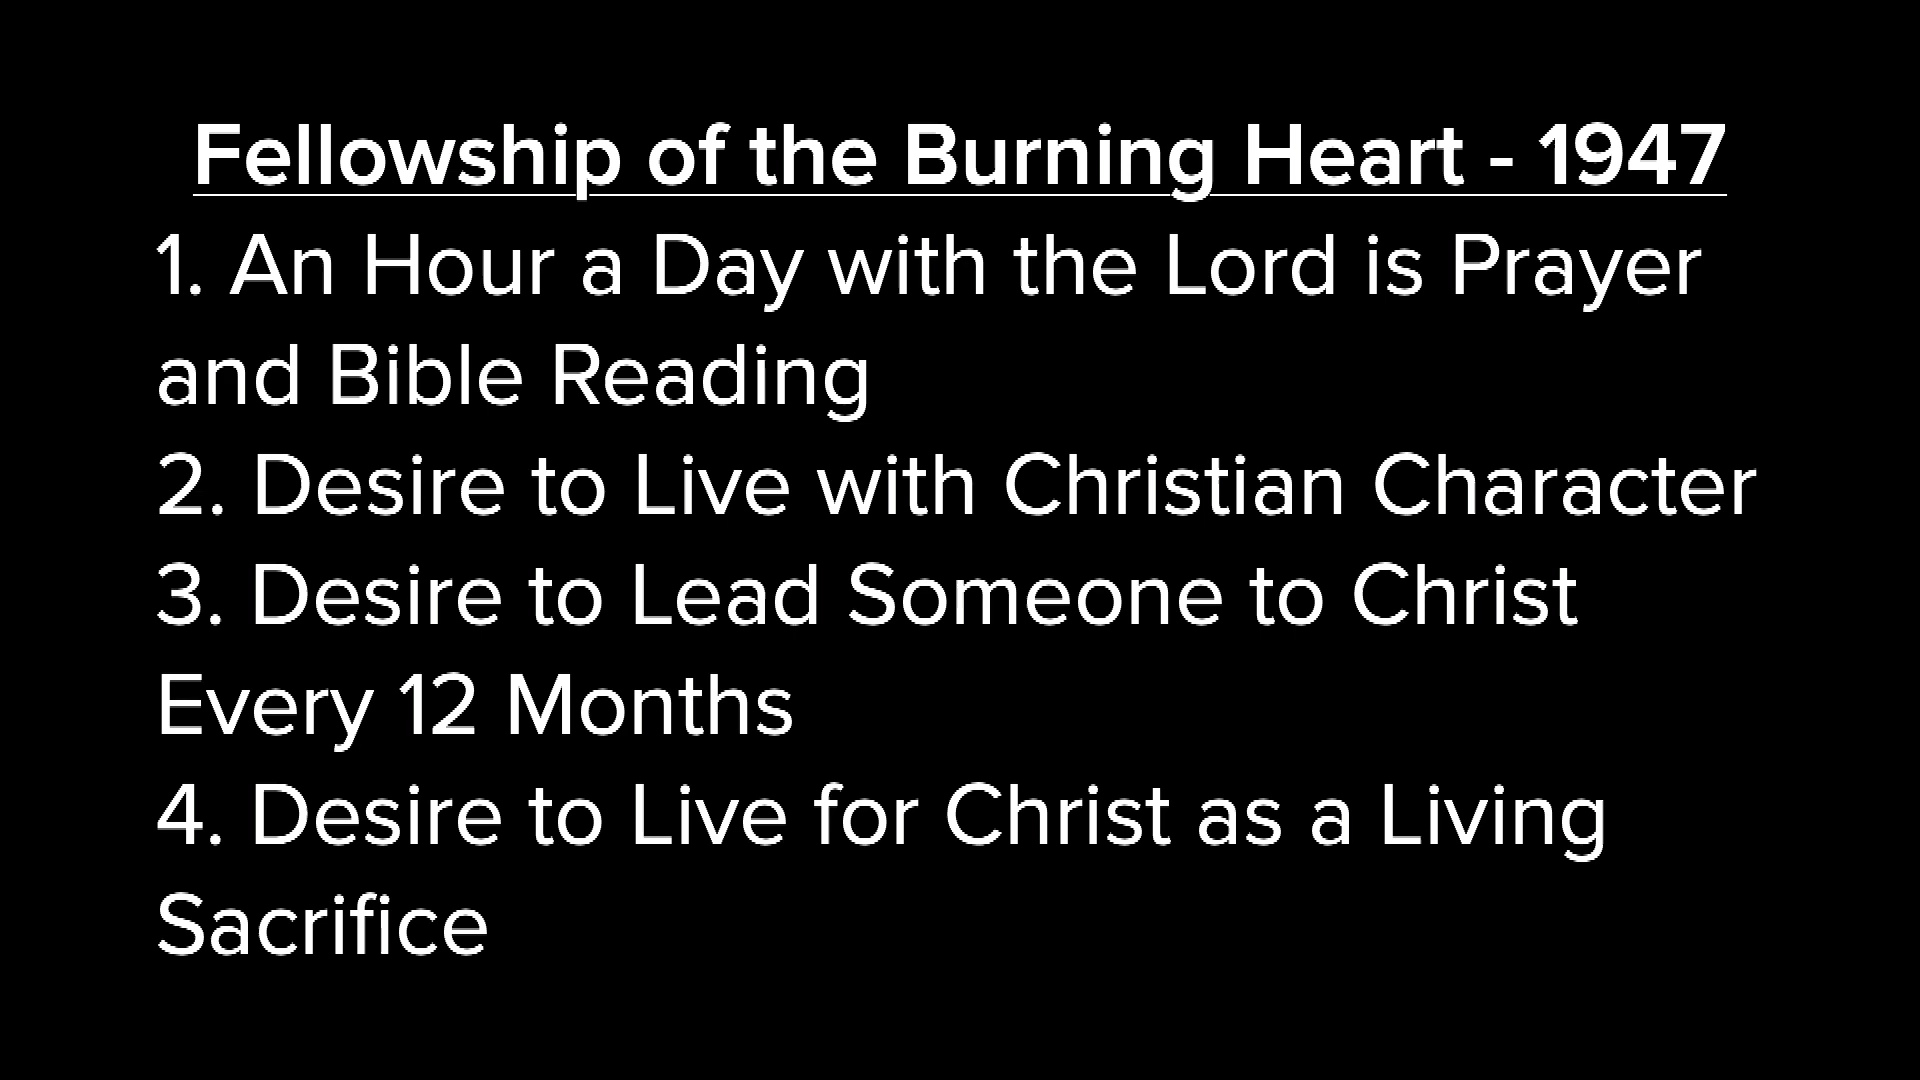 Fellowship of the Burning Heart - 1947
1. An Hour a Day with the Lord is Prayer
and Bible Reading
2. Desire to Live with Christian Character
3. Desire to Lead Someone to Christ
Every 12 Months
4. Desire to Live for Christ as a Living
Sacrifice